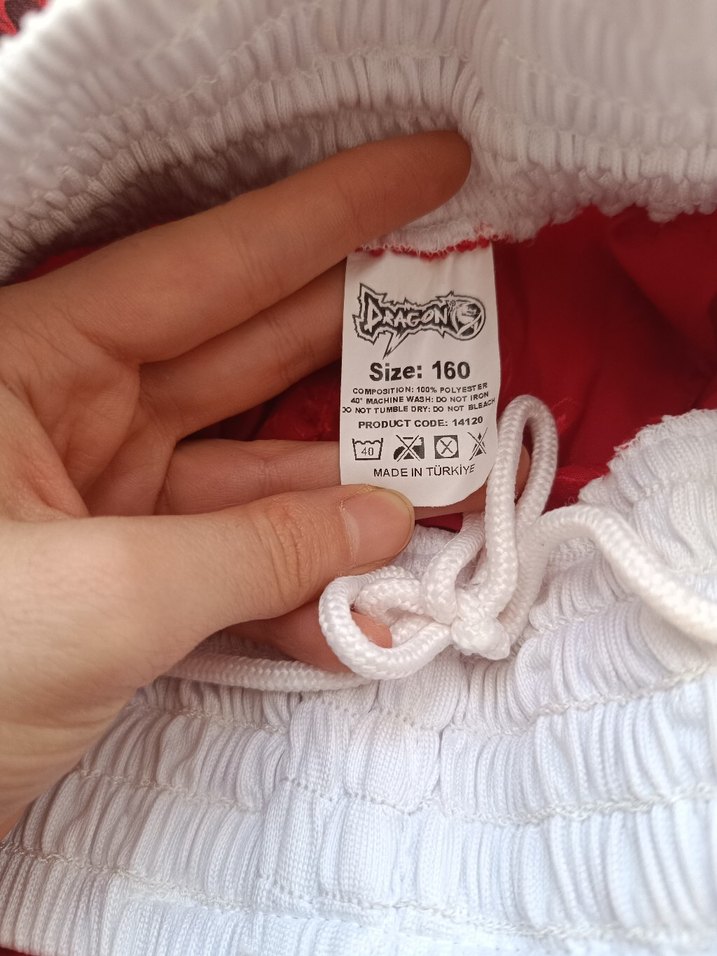 DRAGON
Size: 160
COMPOSITION: 100% POLYESTER
40° MACHINE WASH: DO NOT IRON
DO NOT TUMBLE DRY: DO NOT BLEACH
PRODUCT CODE: 14120
40
MADE IN TÜRKİYE